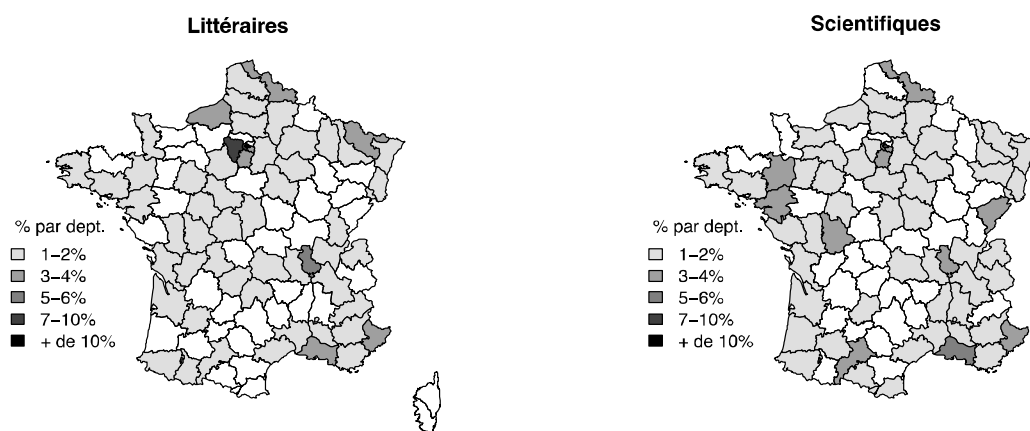 Littéraires
% par dept.
1–2%
3–4%
5–6%
7–10%
+ de 10%
Scientifiques
% par dept.
1–2%
3–4%
5–6%
7–10%
+ de 10%